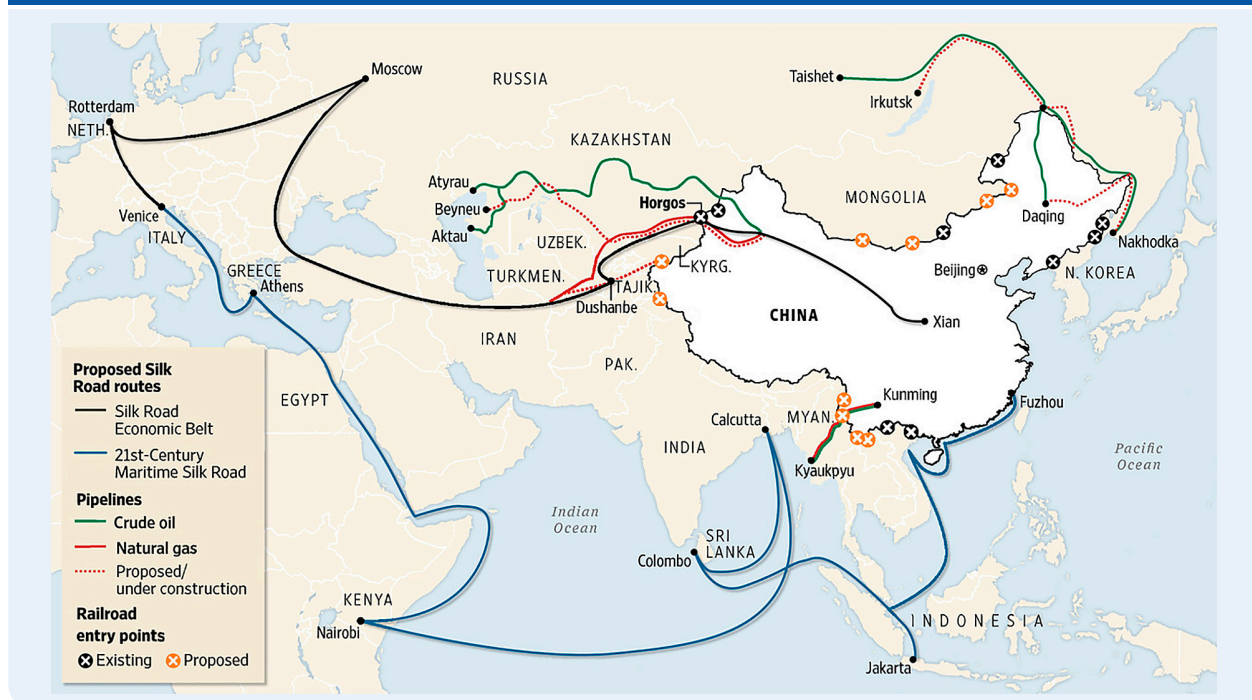 Moscow
RUSSIA
Taishet
Irkutsk
Rotterdam
NETH.
KAZAKHSTAN
Atyrau
Beyneu
Aktau
Horgos
MONGOLIA
Daqing
Nakhodka
Venice
ITALY
UZBEK.
KYRG.
Beijing
N. KOREA
GREECE
Athens
TURKMEN.
TAJIK.
Dushanbe
CHINA
Xian
IRAN
PAK.
EGYPT
Calcutta
MYAN.
Kunming
Fuzhou
INDIA
Kyaukpyu
Pacific
Ocean
Indian
Ocean
SRI
LANKA
Colombo
KENYA
Nairobi
INDONESIA
Jakarta
Proposed Silk
Road routes
Silk Road
Economic Belt
21st-Century
Maritime Silk Road
Pipelines
Crude oil
Natural gas
Proposed/
under construction
Railroad
entry points
Existing
Proposed